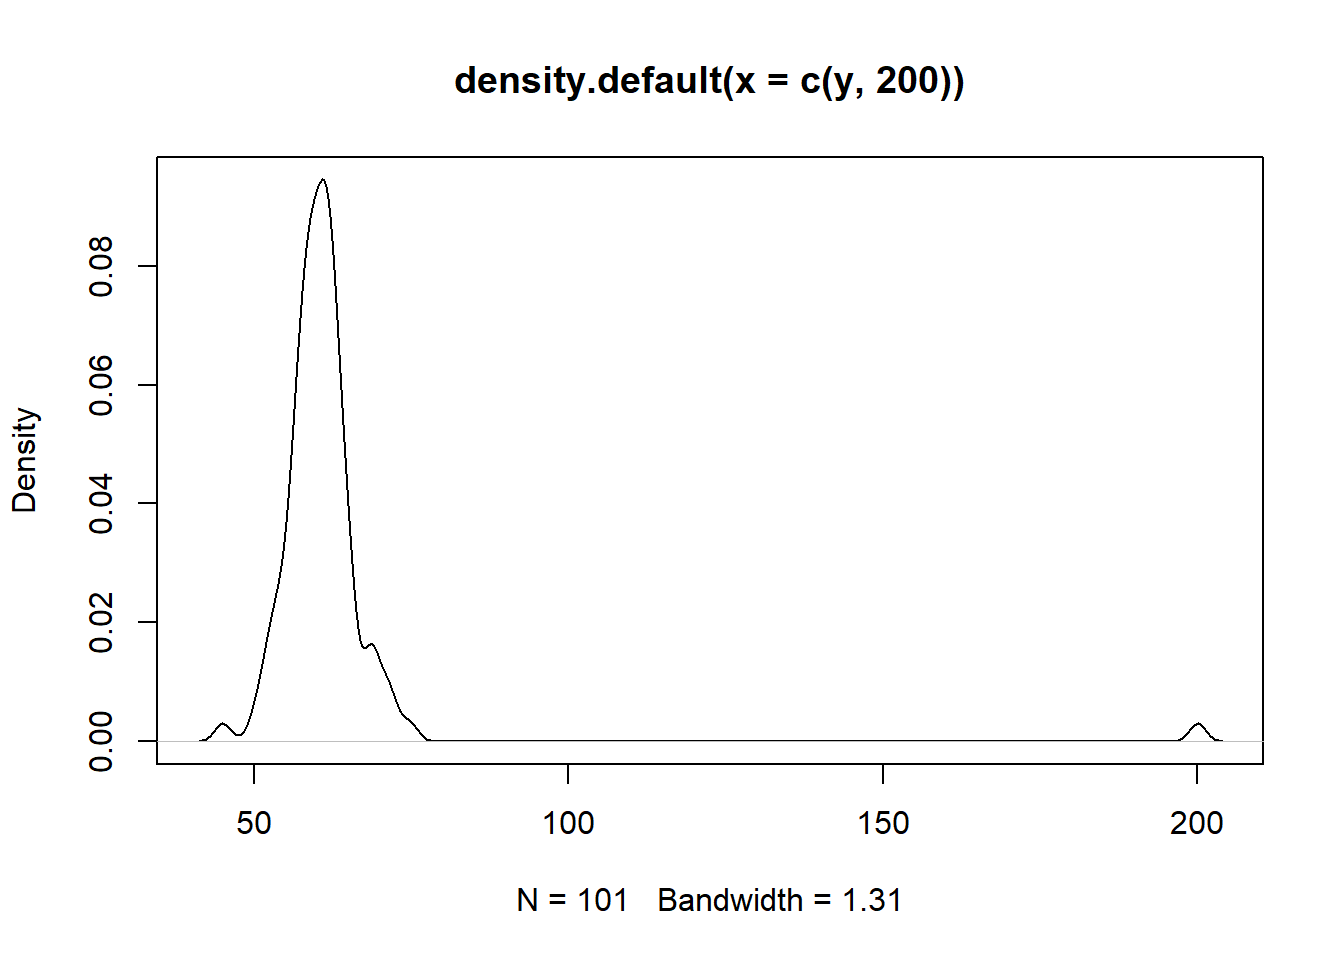 density.default(x = c(y, 200))
Density
0.08
0.06
0.04
0.02
0.00
50 100 150 200
N = 101 Bandwidth = 1.31